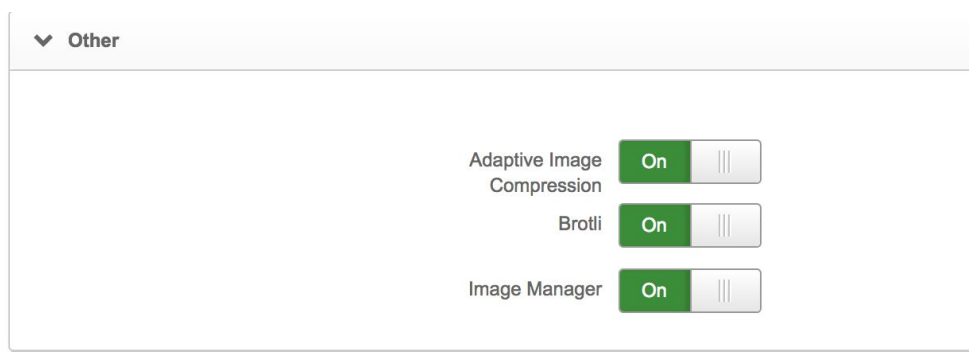 Other
Adaptive Image On
Compression
Brotli On
Image Manager On